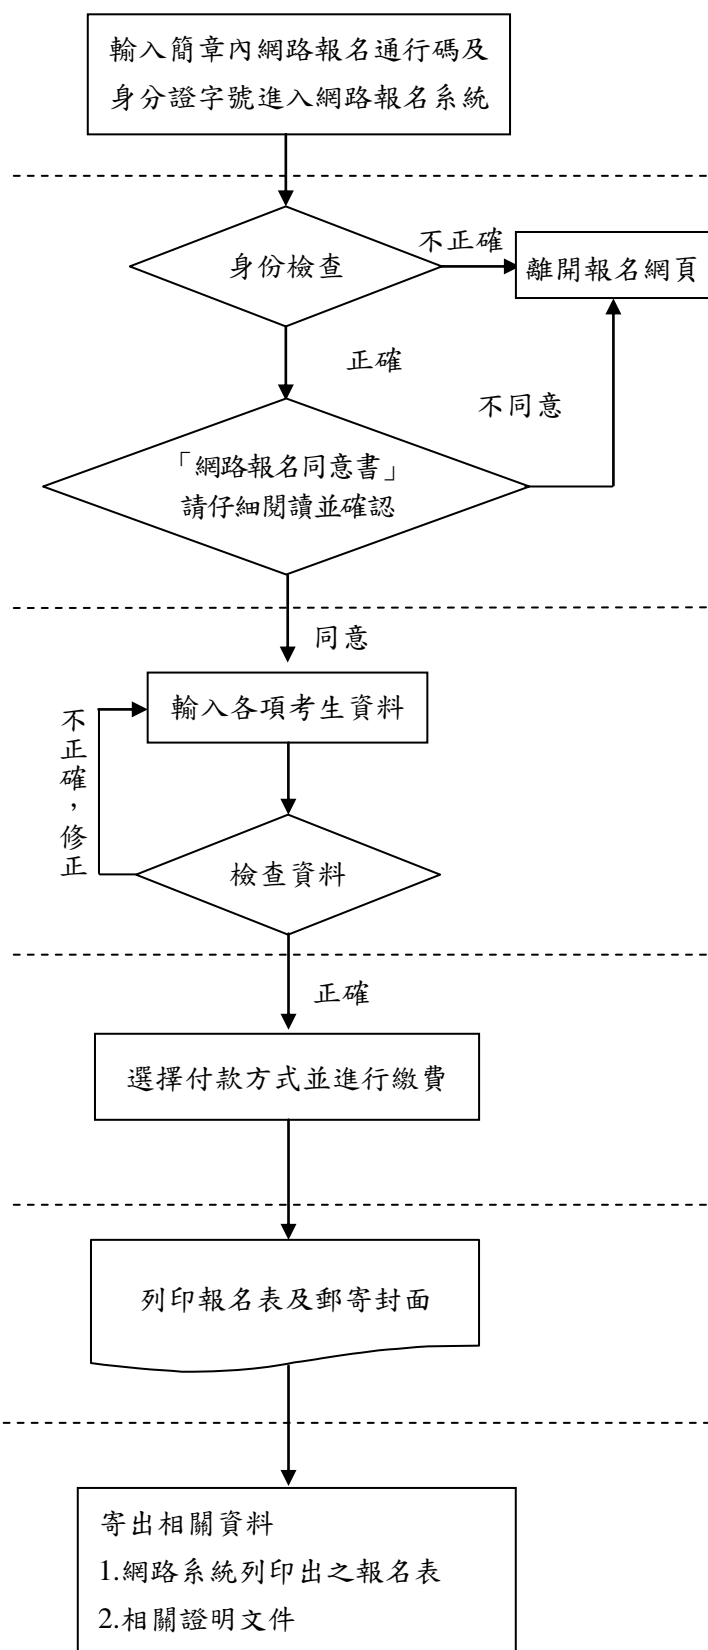 輸入簡章內網路報名通行碼及
身分證字號進入網路報名系統
身份檢查
不正確
離開報名網頁
正確
不同意
「網路報名同意書」
請仔細閱讀並確認
同意
輸入各項考生資料
不正確，修正
檢查資料
正確
選擇付款方式並進行繳費
列印報名表及郵寄封面
寄出相關資料
1.網路系統列印出之報名表
2.相關證明文件